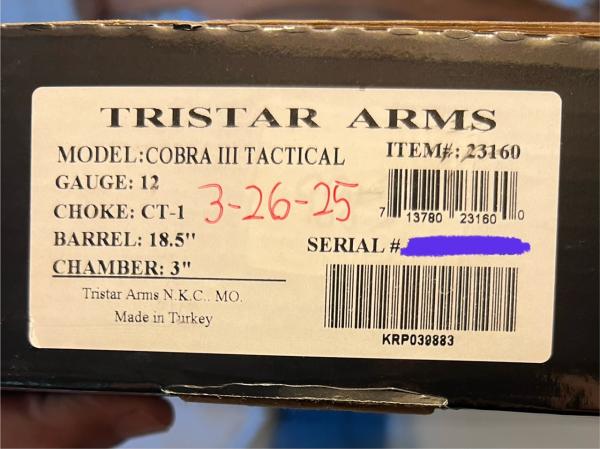 TRISTAR ARMS
MODEL:COBRA III TACTICAL
ITEM#: 23160
GAUGE: 12
CHOKE: CT-1
3-26-25
7 13780 23160 0
BARREL: 18.5"
SERIAL #
CHAMBER: 3"
Tristar Arms N.K.C.. MO.
Made in Turkey
KRP039883